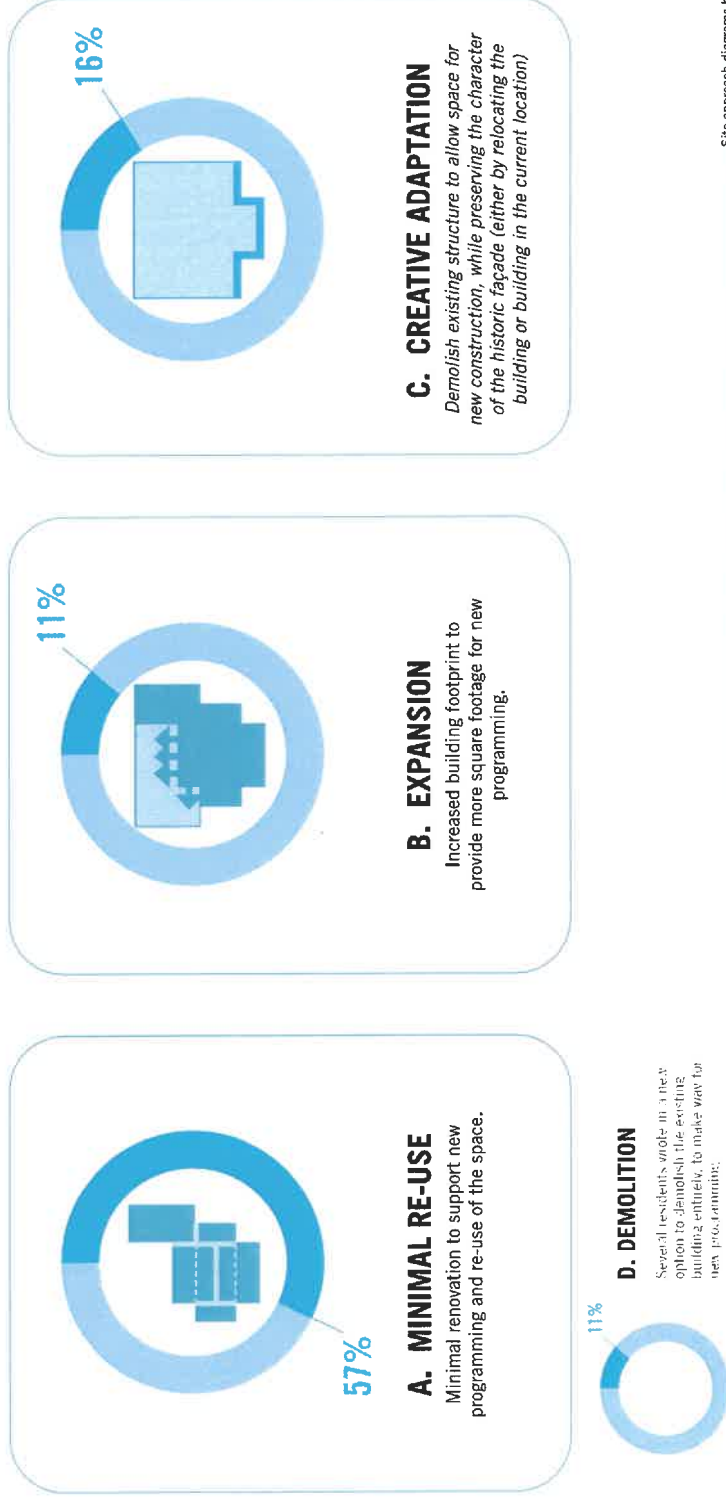 57%
A. MINIMAL RE-USE
Minimal renovation to support new
programming and re-use of the space.
11%
B. EXPANSION
Increased building footprint to
provide more square footage for new
programming.
16%
C. CREATIVE ADAPTATION
Demolish existing structure to allow space for
new construction, while preserving the character
of the historic façade (either by relocating the
building or building in the current location)
11%
D. DEMOLITION
Several residents wrote in a new
option to demolish the existing
building entirely, to make way for
new programming.
Site approach diagrams